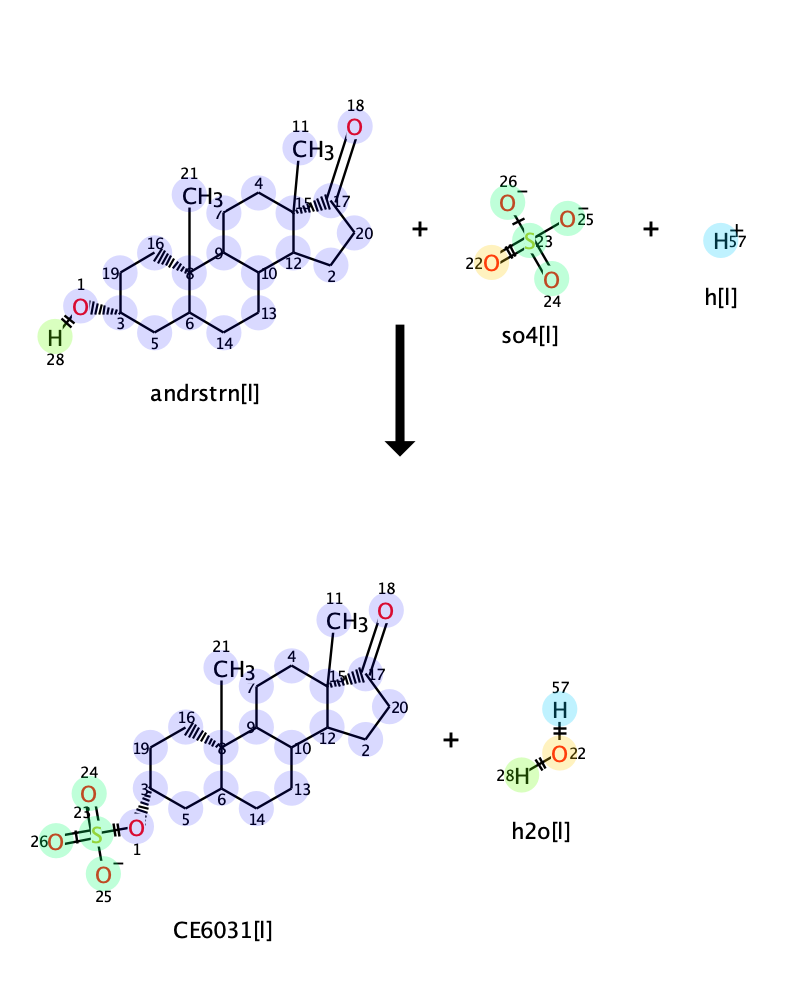 18
O
11
CH3
21
CH3
4
7
15
17
20
16
9
19
8
10
12
2
1
O
3
6
13
H
28
5
14
andrstrn[l]
+
26
O −
O −
25
S
23
22
O
O
24
so4[l]
+
H +
57
h[l]
18
O
11
CH3
21
CH3
4
7
15
17
20
16
9
19
8
10
12
2
24
O
3
6
13
23
5
14
26
O
S
O
1
O −
25
CE6031[l]
+
57
H
O
22
28
H
h2o[l]